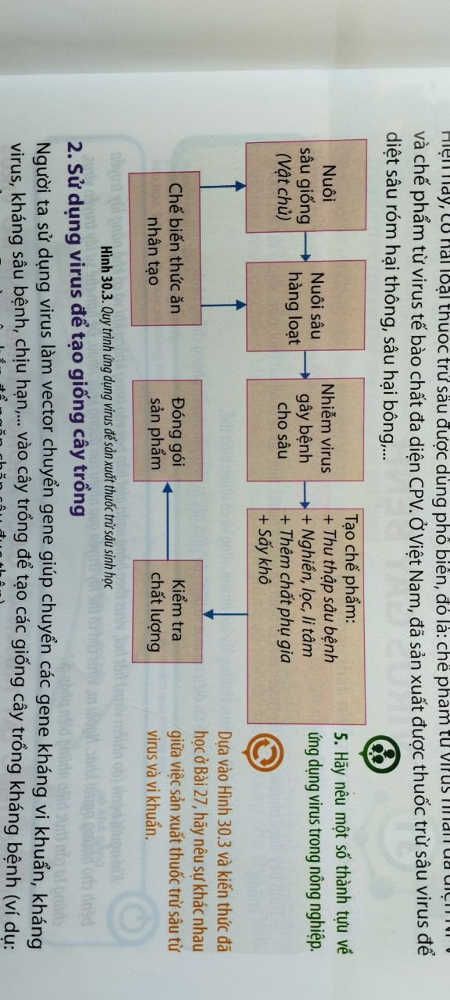 Hiện nay, có hai loại thuốc trừ sâu được dùng phổ biến, đó là: chế phẩm từ virus nhân đa diện NPV
và chế phẩm từ virus tế bào chất đa diện CPV. Ở Việt Nam, đã sản xuất được thuốc trừ sâu virus để
diệt sâu róm hại thông, sâu hại bông,...
Nuôi
sâu giống
(Vật chủ)
Nuôi sâu
hàng loạt
Nhiễm virus
gây bệnh
cho sâu
Tạo chế phẩm:
+ Thu thập sâu bệnh
+ Nghiền, lọc, li tâm
+ Thêm chất phụ gia
+ Sấy khô
Chế biến thức ăn
nhân tạo
Đóng gói
sản phẩm
Kiểm tra
chất lượng
Hình 30.3. Quy trình ứng dụng virus để sản xuất thuốc trừ sâu sinh học
5. Hãy nêu một số thành tựu về
ứng dụng virus trong nông nghiệp.
Dựa vào Hình 30.3 và kiến thức đã
học ở Bài 27, hãy nêu sự khác nhau
giữa việc sản xuất thuốc trừ sâu từ
virus và vi khuẩn.
2. Sử dụng virus để tạo giống cây trồng
Người ta sử dụng virus làm vector chuyển gene giúp chuyển các gene kháng vi khuẩn, kháng
virus, kháng sâu bệnh, chịu hạn,... vào cây trồng để tạo các giống cây trồng kháng bệnh (ví dụ: